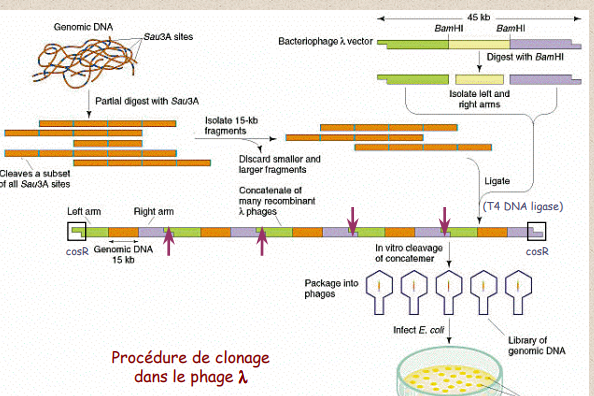 45 kb
Genomic DNA
Sau3A sites
BamHI
BamHI
Bacteriophage λ vector
Digest with BamHI
Partial digest with Sau3A
Isolate left and
right arms
Isolate 15-kb
fragments
Discard smaller and
larger fragments
Cleaves a subset
of all Sau3A sites
Ligate
(T4 DNA ligase)
Concatenate of
many recombinant
λ phages
Left arm
Right arm
cosR
Genomic DNA
15 kb
In vitro cleavage
of concatemer
cosR
Package into
phages
Infect E. coli
Library of
genomic DNA
Procédure de clonage
dans le phage λ